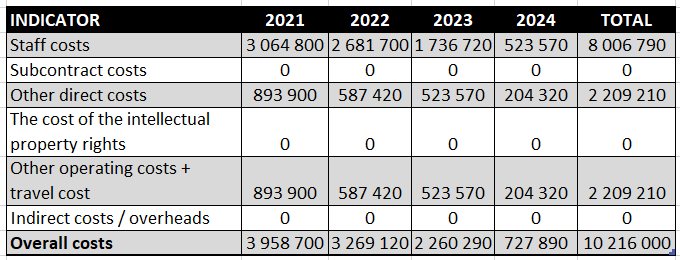 INDICATOR 2021 2022 2023 2024 TOTAL
Staff costs 3 064 800 2 681 700 1 736 720 523 570 8 006 790
Subcontract costs 0 0 0 0 0
Other direct costs 893 900 587 420 523 570 204 320 2 209 210
The cost of the intellectual
property rights 0 0 0 0 0
Other operating costs +
travel cost 893 900 587 420 523 570 204 320 2 209 210
Indirect costs / overheads 0 0 0 0 0
Overall costs 3 958 700 3 269 120 2 260 290 727 890 10 216 000